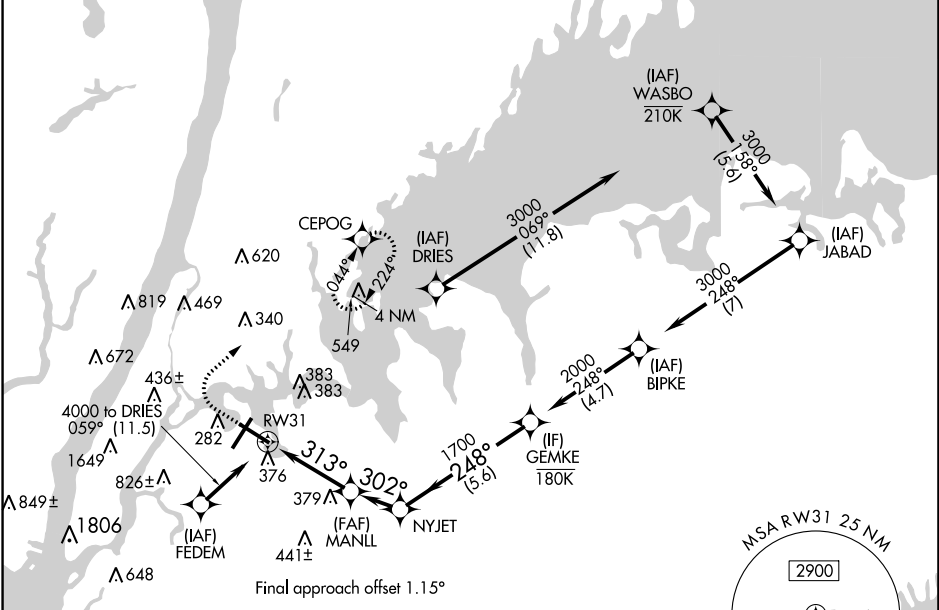 (IAF)
WASBO
210K
3000
158°
(5.6)
CEPOG
(IAF)
DRIES
3000
069°
(11.8)
(IAF)
JABAD
044°
224°
4 NM
549
620
3000
248°
(7)
819
469
340
672
(IAF)
BIPKE
2000
248°
(4.7)
436±
383
383
4000 to DRIES
059° (11.5)
282
RW31
(IF)
GEMKE
180K
1649
376
1700
248°
(5.6)
826±
313°
302°
379
849±
(FAF)
MANLL
NYJET
1806
(IAF)
FEDEM
441±
648
Final approach offset 1.15°
MSA RW31 25 NM
2900